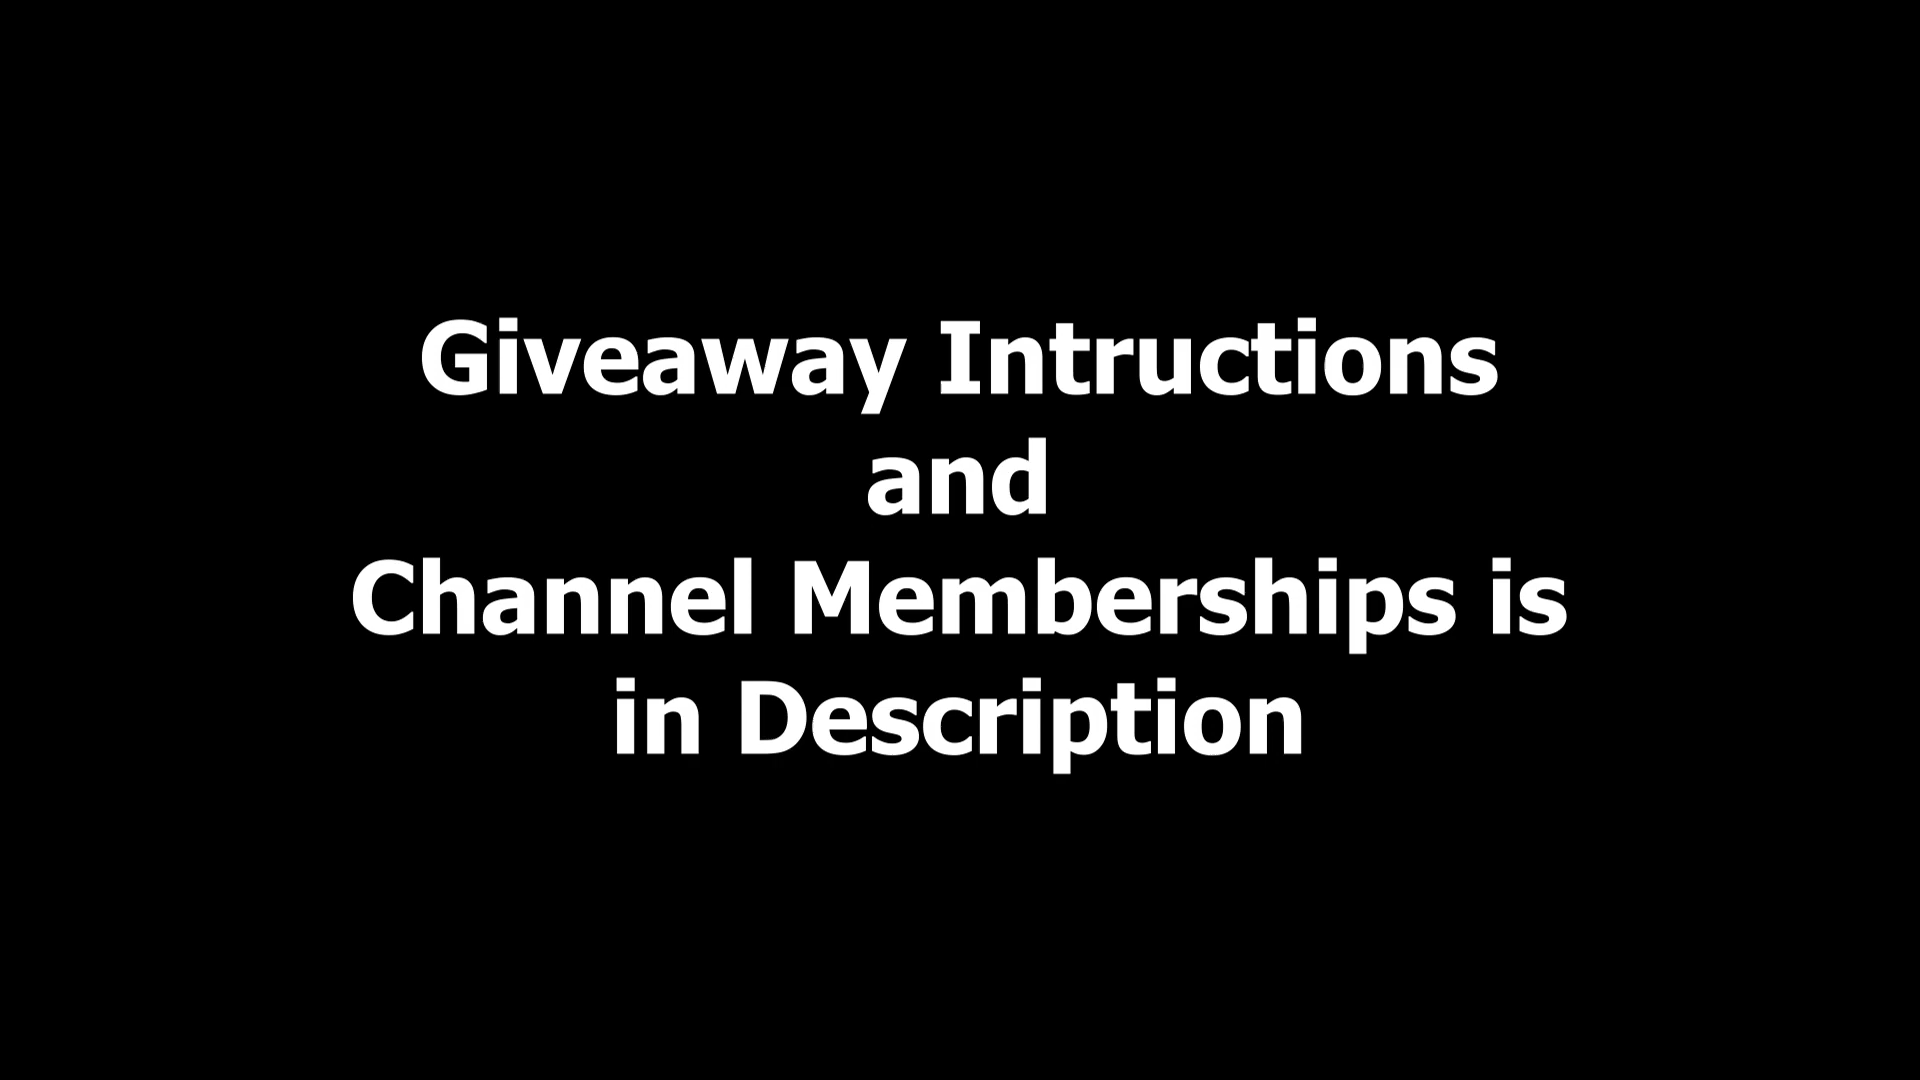 Giveaway Intructions
and
Channel Memberships is
in Description